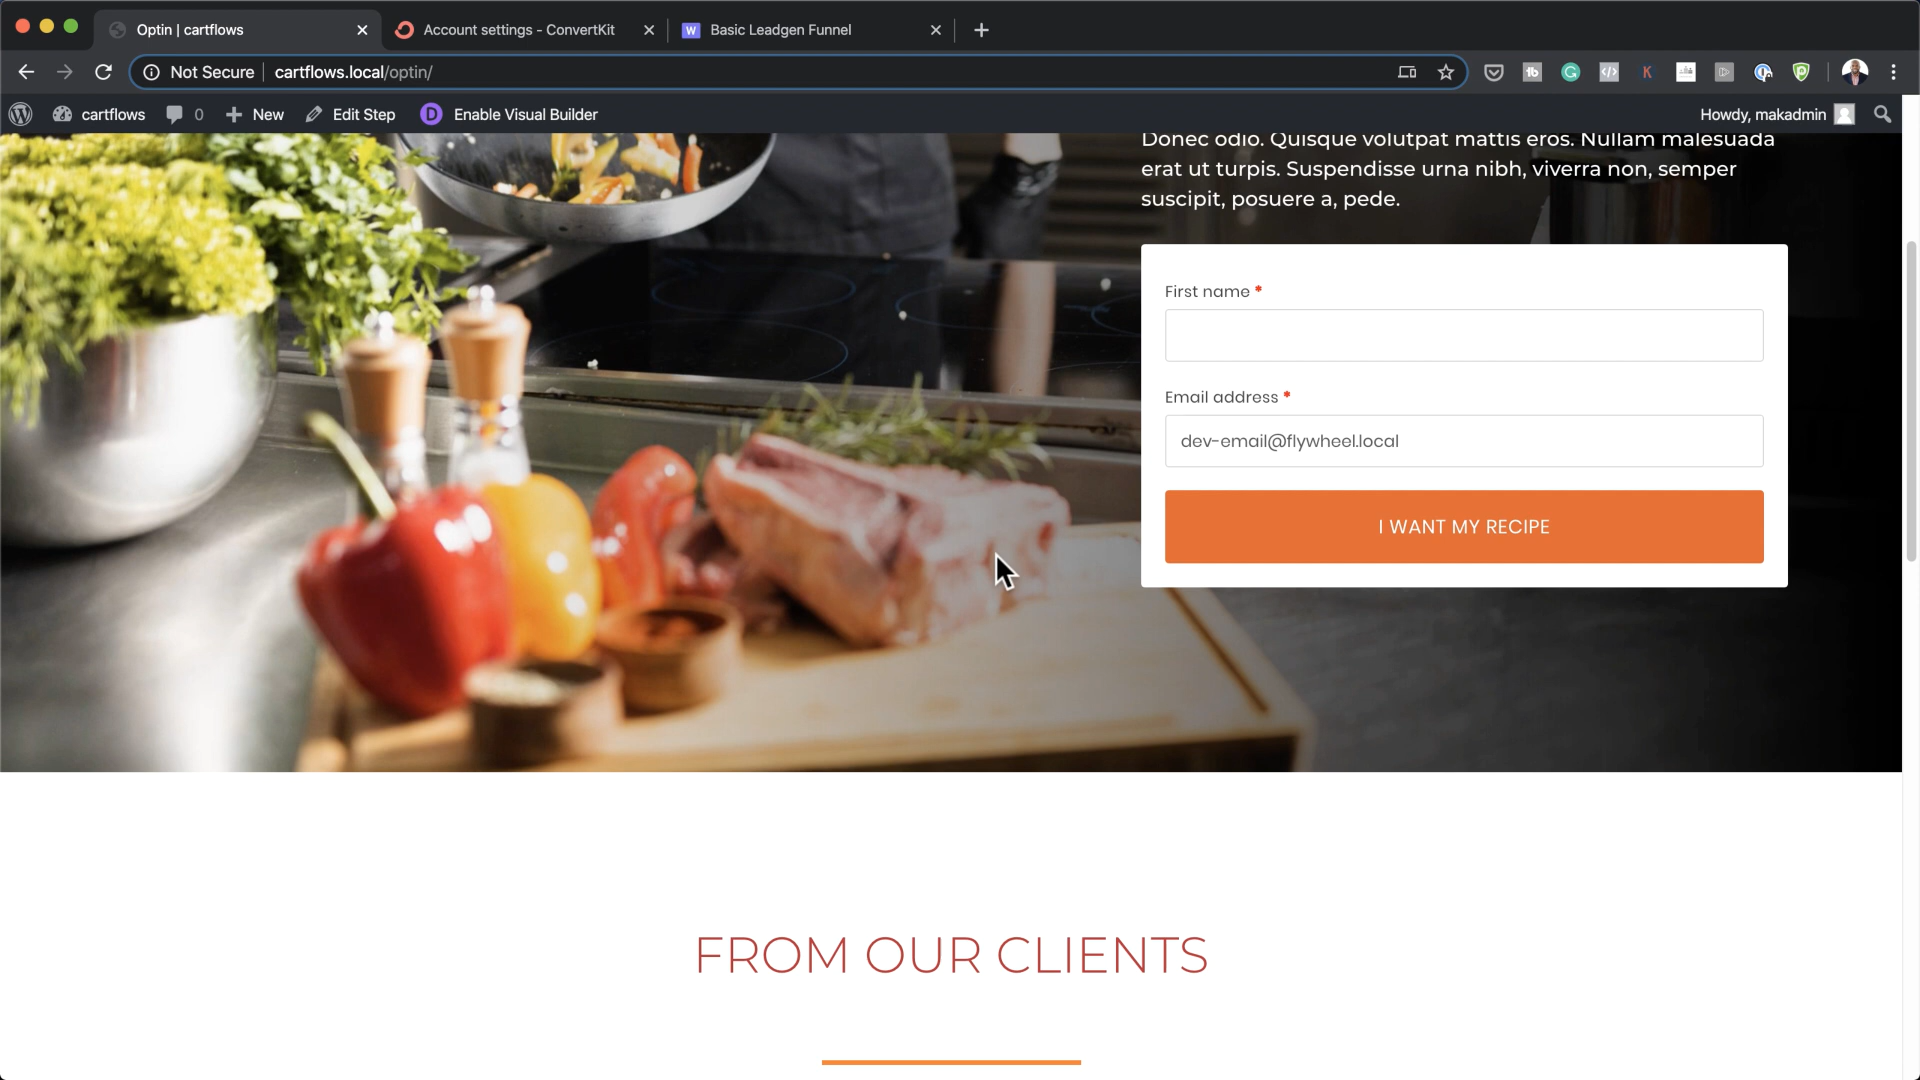 Optin | cartflows
Account settings - ConvertKit
W Basic Leadgen Funnel
Not Secure cartflows.local/optin/
cartflows 0 New Edit Step D Enable Visual Builder Howdy, makadmin
Donec odio. Quisque volutpat mattis eros. Nullam malesuada
erat ut turpis. Suspendisse urna nibh, viverra non, semper
suscipit, posuere a, pede.
First name *
Email address *
dev-email@flywheel.local
I WANT MY RECIPE
FROM OUR CLIENTS